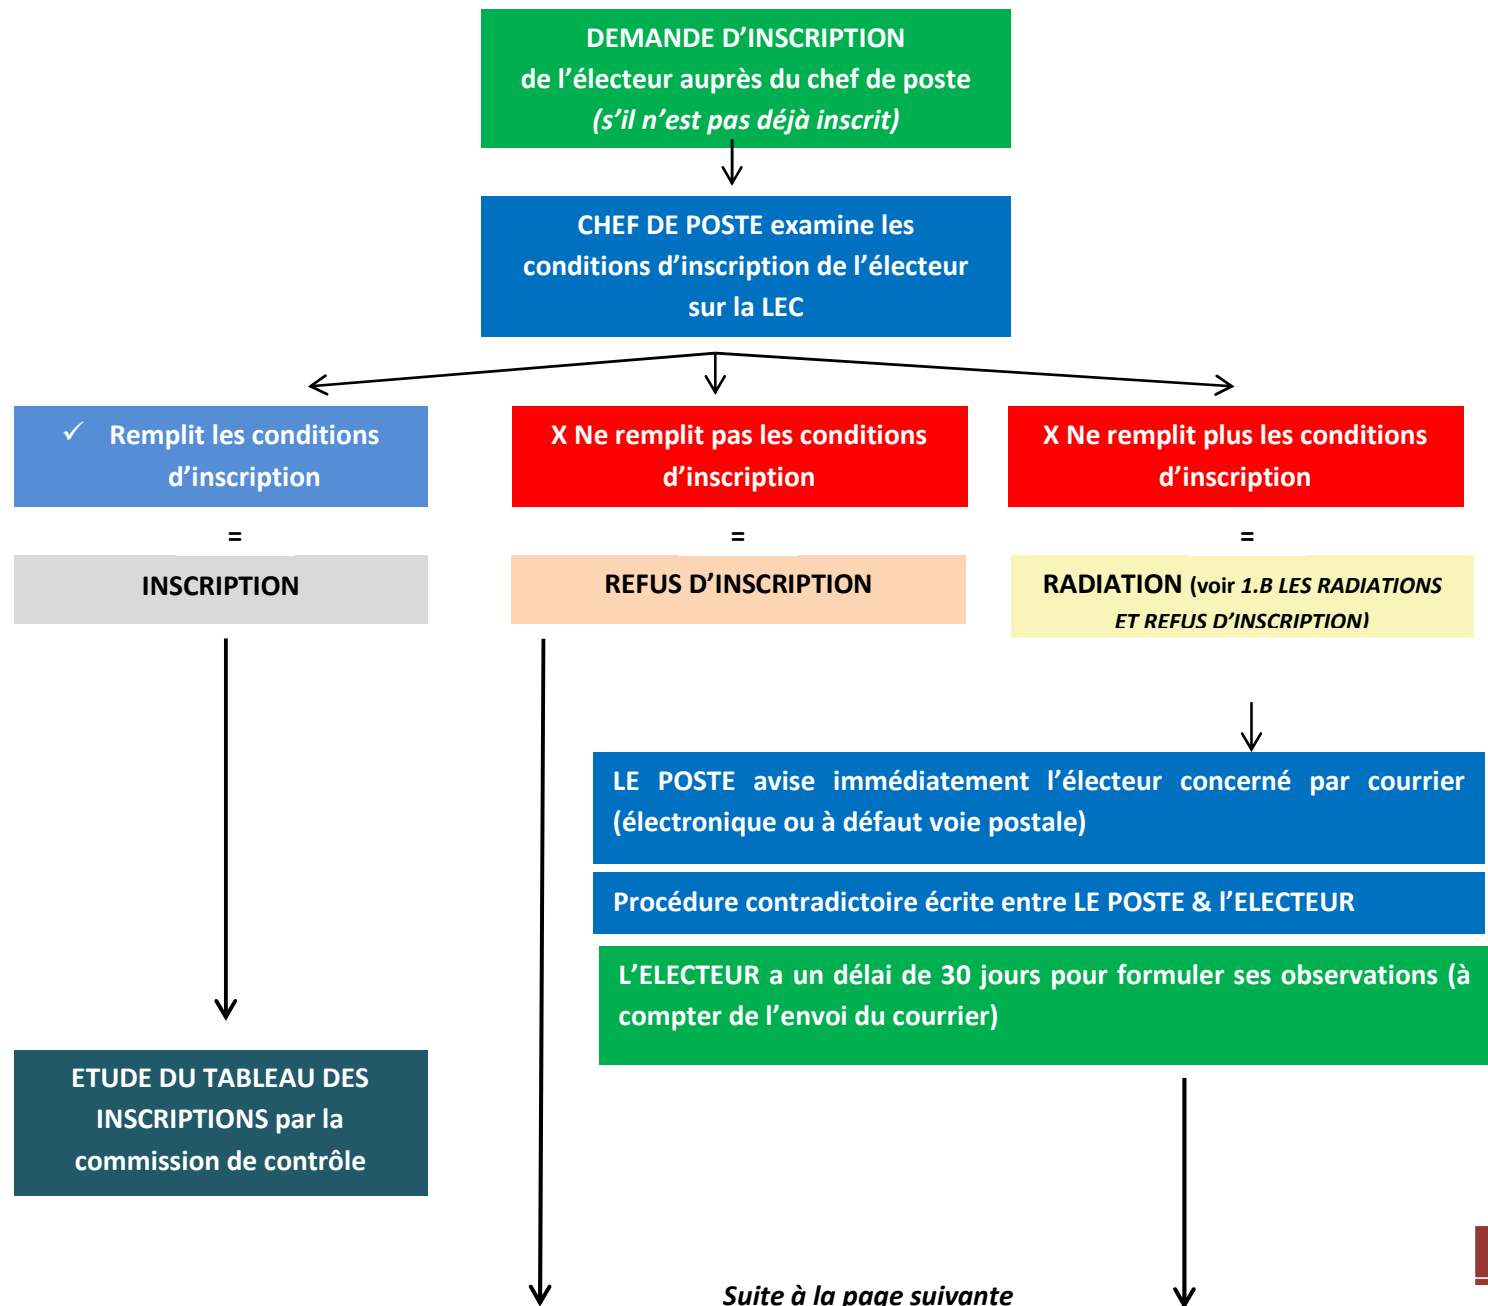 DEMANDE D’INSCRIPTION
de l’électeur auprès du chef de poste
(s’il n’est pas déjà inscrit)
CHEF DE POSTE examine les
conditions d’inscription de l’électeur
sur la LEC
✓ Remplit les conditions
d’inscription
X Ne remplit pas les conditions
d’inscription
X Ne remplit plus les conditions
d’inscription
=
=
=
INSCRIPTION
REFUS D’INSCRIPTION
RADIATION (voir 1.B LES RADIATIONS
ET REFUS D’INSCRIPTION)
LE POSTE avise immédiatement l’électeur concerné par courrier
(électronique ou à défaut voie postale)
Procédure contradictoire écrite entre LE POSTE & l’ELECTEUR
L’ELECTEUR a un délai de 30 jours pour formuler ses observations (à
compter de l’envoi du courrier)
ETUDE DU TABLEAU DES
INSCRIPTIONS par la
commission de contrôle
Suite à la page suivante